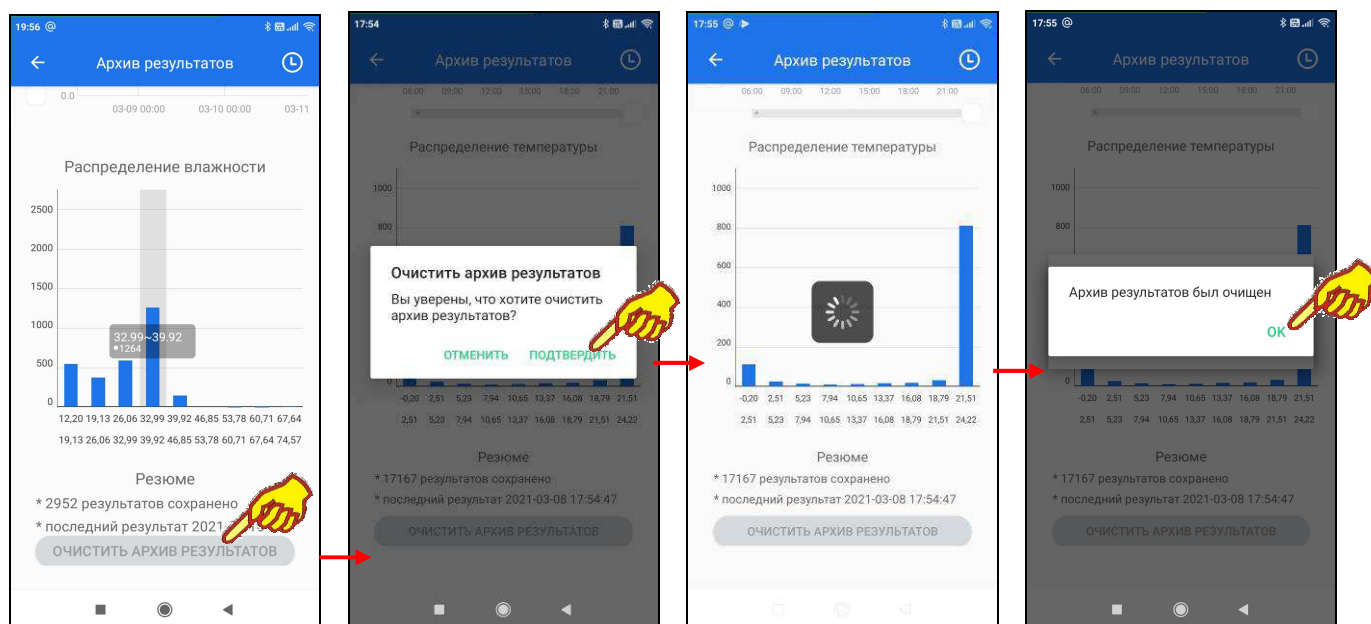 19:56 @
Архив результатов
0.0
03-09 00:00 03-10 00:00 03-11
Распределение влажности
2500
2000
1500
1000
500
0
32.99~39.92
•1264
12,20 19,13 26,06 32,99 39,92 46,85 53,78 60,71 67,64
19,13 26,06 32,99 39,92 46,85 53,78 60,71 67,64 74,57
Резюме
* 2952 результатов сохранено
* последний результат 2021-
ОЧИСТИТЬ АРХИВ РЕЗУЛЬТАТОВ
17:54
Архив результатов
06:00 09:00 12:00 15:00 18:00 21:00
Распределение температуры
1000
800
Очистить архив результатов
Вы уверены, что хотите очистить
архив результатов?
ОТМЕНИТЬ ПОДТВЕРДИТЬ
0
-0,20 2,51 5,23 7,94 10,65 13,37 16,08 18,79 21,51
2,51 5,23 7,94 10,65 13,37 16,08 18,79 21,51 24,22
Резюме
* 17167 результатов сохранено
* последний результат 2021-03-08 17:54:47
ОЧИСТИТЬ АРХИВ РЕЗУЛЬТАТОВ
17:55 @
Архив результатов
06:00 09:00 12:00 15:00 18:00 21:00
Распределение температуры
1000
800
600
400
200
0
-0,20 2,51 5,23 7,94 10,65 13,37 16,08 18,79 21,51
2,51 5,23 7,94 10,65 13,37 16,08 18,79 21,51 24,22
Резюме
* 17167 результатов сохранено
* последний результат 2021-03-08 17:54:47
ОЧИСТИТЬ АРХИВ РЕЗУЛЬТАТОВ
17:55 @
Архив результатов
06:00 09:00 12:00 15:00 18:00 21:00
Распределение температуры
1000
800
Архив результатов был очищен
OK
0
-0,20 2,51 5,23 7,94 10,65 13,37 16,08 18,79 21,51
2,51 5,23 7,94 10,65 13,37 16,08 18,79 21,51 24,22
Резюме
* 17167 результатов сохранено
* последний результат 2021-03-08 17:54:47
ОЧИСТИТЬ АРХИВ РЕЗУЛЬТАТОВ